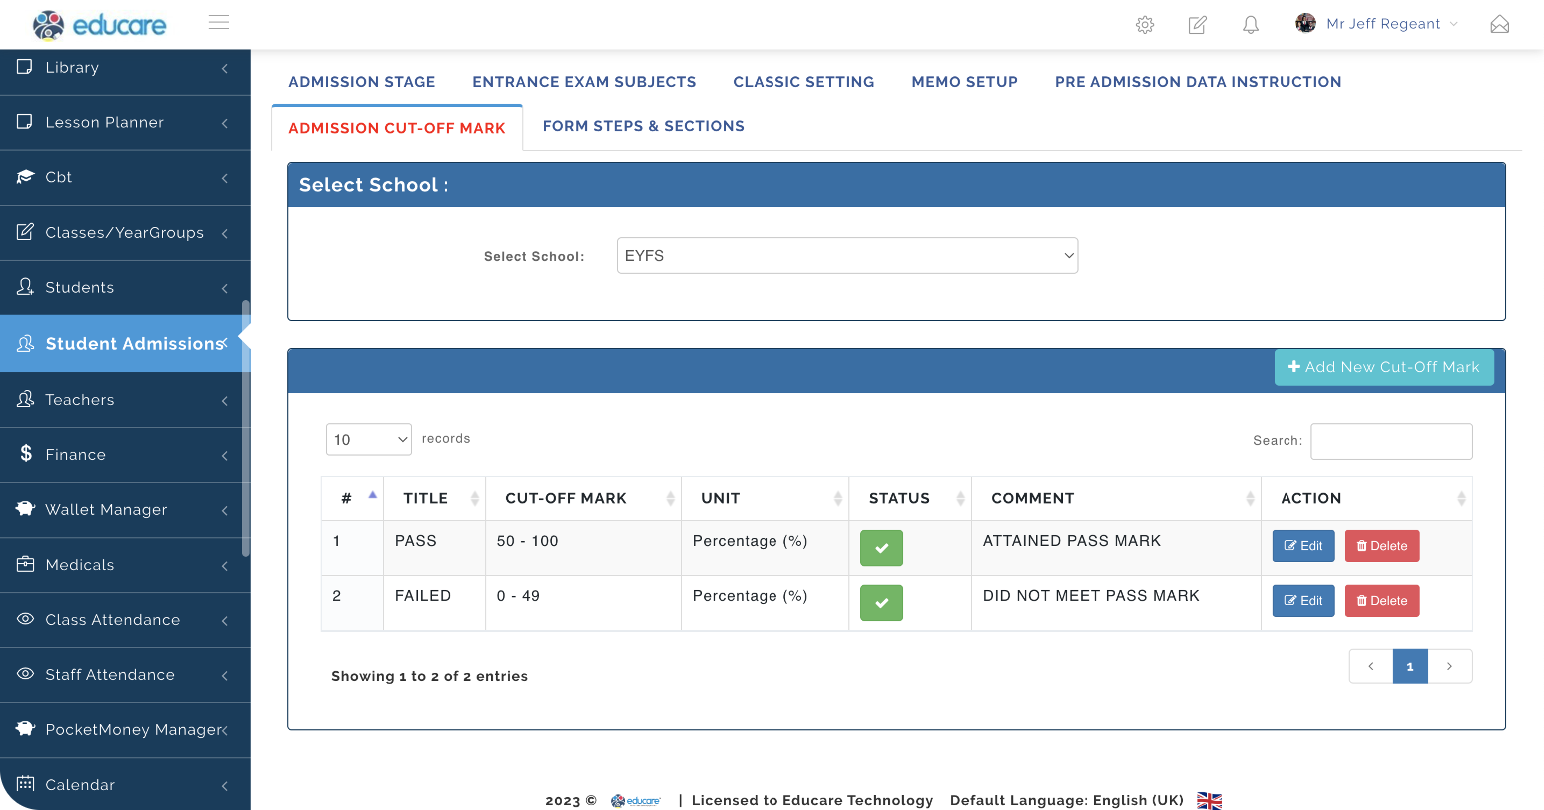 educare
Mr Jeff Regeant
Library
Lesson Planner
Cbt
Classes/YearGroups
Students
Student Admissions
Teachers
Finance
Wallet Manager
Medicals
Class Attendance
Staff Attendance
PocketMoney Manager
Calendar
ADMISSION STAGE ENTRANCE EXAM SUBJECTS CLASSIC SETTING MEMO SETUP PRE ADMISSION DATA INSTRUCTION
ADMISSION CUT-OFF MARK FORM STEPS & SECTIONS
Select School :
Select School: EYFS
Add New Cut-Off Mark
10 records Search:
# TITLE CUT-OFF MARK UNIT STATUS COMMENT ACTION
1 PASS 50 - 100 Percentage (%) ATTAINED PASS MARK Edit Delete
2 FAILED 0 - 49 Percentage (%) DID NOT MEET PASS MARK Edit Delete
Showing 1 to 2 of 2 entries
1
2023 © educare | Licensed to Educare Technology Default Language: English (UK)